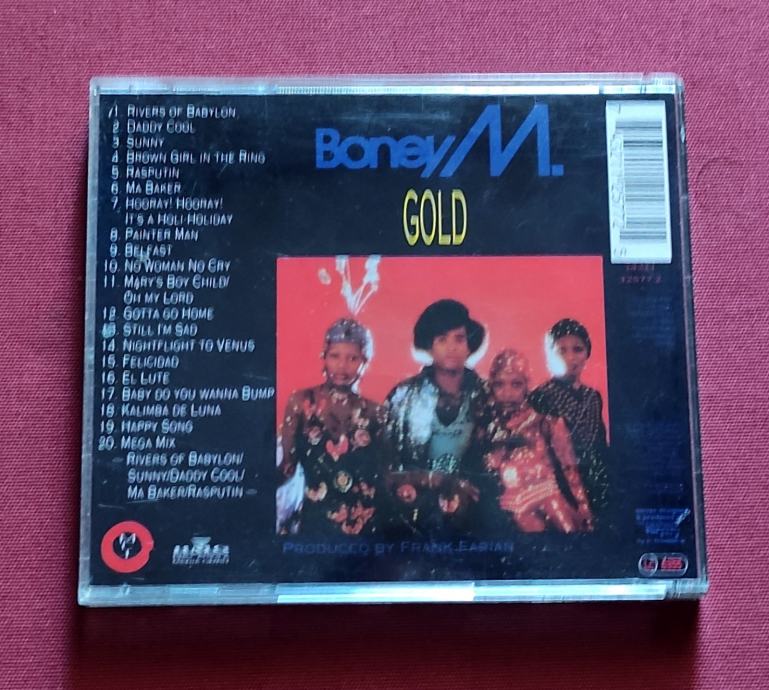 1. RIVERS OF BABYLON
2. DADDY COOL
3. SUNNY
4. BROWN GIRL IN THE RING
5. RASPUTIN
6. MA BAKER
7. HOORAY! HOORAY!
IT'S A HOLI-HOLIDAY
8. PAINTER MAN
9. BELFAST
10. NO WOMAN NO CRY
11. MARY'S BOY CHILD/
OH MY LORD
12. GOTTA GO HOME
13. STILL I'M SAD
14. NIGHTFLIGHT TO VENUS
15. FELICIDAD
16. EL LUTE
17. BABY DO YOU WANNA BUMP
18. KALIMBA DE LUNA
19. HAPPY SONG
20. MEGA MIX
– RIVERS OF BABYLON/
SUNNY/DADDY COOL/
MA BAKER/RASPUTIN –
Boney M.
GOLD
PRODUCED BY FRANK FARIAN